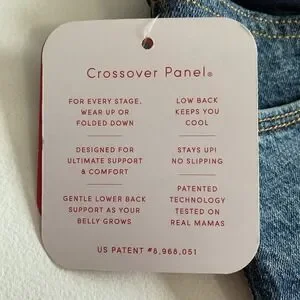 Crossover Panel®
FOR EVERY STAGE,
WEAR UP OR
FOLDED DOWN
LOW BACK
KEEPS YOU
COOL
DESIGNED FOR
ULTIMATE SUPPORT
& COMFORT
STAYS UP!
NO SLIPPING
GENTLE LOWER BACK
SUPPORT AS YOUR
BELLY GROWS
PATENTED
TECHNOLOGY
TESTED ON
REAL MAMAS
US PATENT #8,968,051